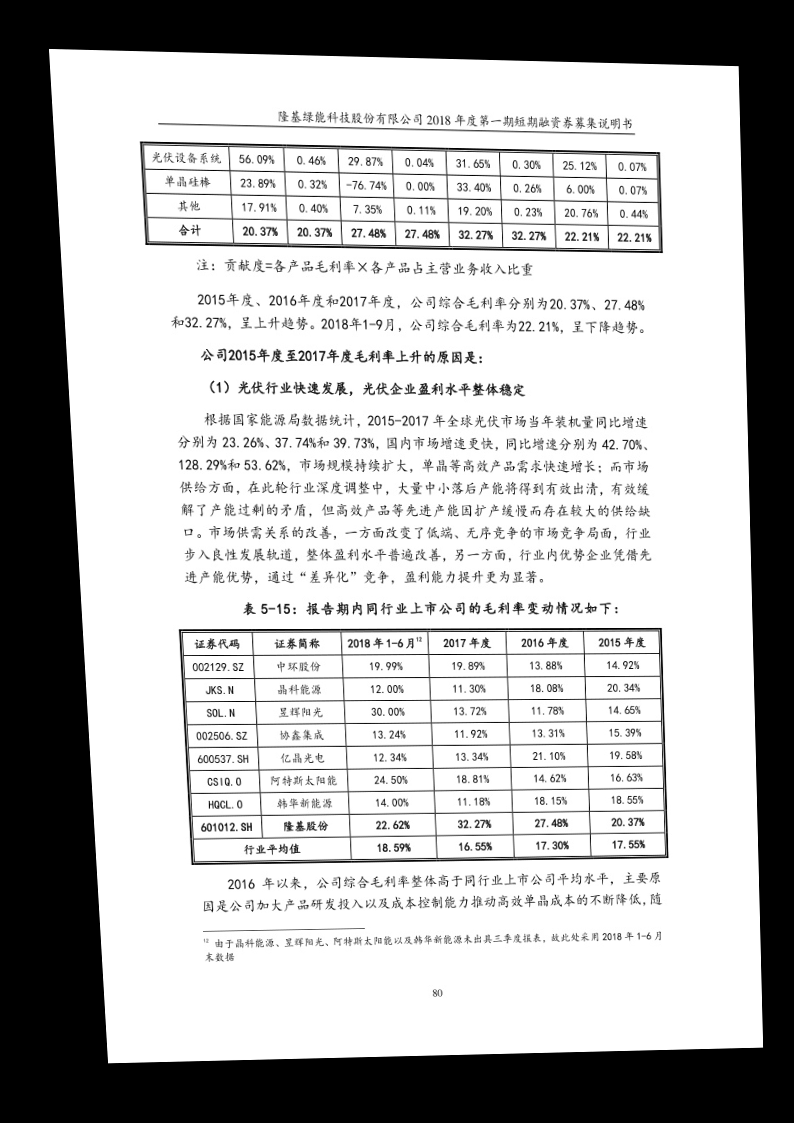 隆基绿能科技股份有限公司 2018 年度第一期短期融资券募集说明书
光伏设备系统 56.09% 0.46% 29.87% 0.04% 31.65% 0.30% 25.12% 0.07%
单晶硅棒 23.89% 0.32% -76.74% 0.00% 33.40% 0.26% 6.00% 0.07%
其他 17.91% 0.40% 7.35% 0.11% 19.20% 0.23% 20.76% 0.44%
合计 20.37% 20.37% 27.48% 27.48% 32.27% 32.27% 22.21% 22.21%
注：贡献度=各产品毛利率×各产品占主营业务收入比重
2015年度、2016年度和2017年度，公司综合毛利率分别为20.37%、27.48%
和32.27%，呈上升趋势。2018年1-9月，公司综合毛利率为22.21%，呈下降趋势。
公司2015年度至2017年度毛利率上升的原因是：
（1）光伏行业快速发展，光伏企业盈利水平整体稳定
根据国家能源局数据统计，2015-2017 年全球光伏市场当年装机量同比增速
分别为 23.26%、37.74%和 39.73%，国内市场增速更快，同比增速分别为 42.70%、
128.29%和 53.62%，市场规模持续扩大，单晶等高效产品需求快速增长；而市场
供给方面，在此轮行业深度调整中，大量中小落后产能将得到有效出清，有效缓
解了产能过剩的矛盾，但高效产品等先进产能因扩产缓慢而存在较大的供给缺
口。市场供需关系的改善，一方面改变了低端、无序竞争的市场竞争局面，行业
步入良性发展轨道，整体盈利水平普遍改善，另一方面，行业内优势企业凭借先
进产能优势，通过“差异化”竞争，盈利能力提升更为显著。
表 5-15：报告期内同行业上市公司的毛利率变动情况如下：
证券代码 证券简称 2018 年 1-6 月12 2017 年度 2016 年度 2015 年度
002129.SZ 中环股份 19.99% 19.89% 13.88% 14.92%
JKS.N 晶科能源 12.00% 11.30% 18.08% 20.34%
SOL.N 昱辉阳光 30.00% 13.72% 11.78% 14.65%
002506.SZ 协鑫集成 13.24% 11.92% 13.31% 15.39%
600537.SH 亿晶光电 12.34% 13.34% 21.10% 19.58%
CSIQ.O 阿特斯太阳能 24.50% 18.81% 14.62% 16.63%
HQCL.O 韩华新能源 14.00% 11.18% 18.15% 18.55%
601012.SH 隆基股份 22.62% 32.27% 27.48% 20.37%
行业平均值 18.59% 16.55% 17.30% 17.55%
2016 年以来，公司综合毛利率整体高于同行业上市公司平均水平，主要原
因是公司加大产品研发投入以及成本控制能力推动高效单晶成本的不断降低，随
12 由于晶科能源、昱辉阳光、阿特斯太阳能以及韩华新能源未出具三季度报表，故此处采用 2018 年 1-6 月
末数据
80